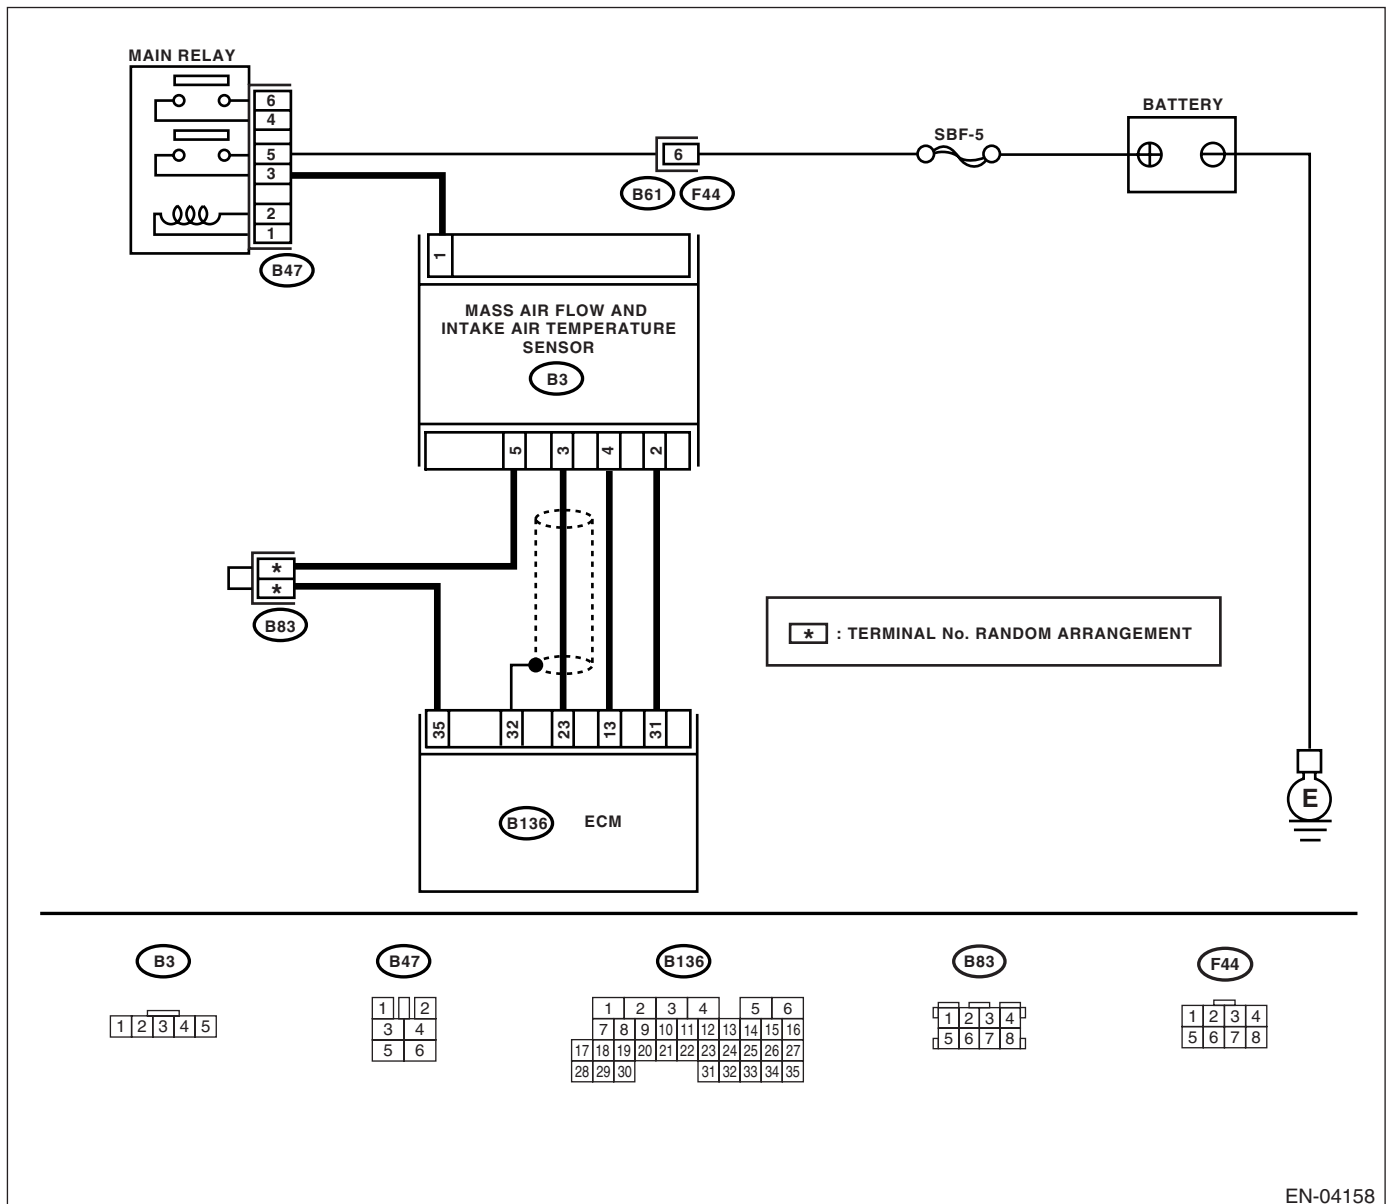 MAIN RELAY
6
4
5
3
2
1
B47
6
B61 F44
SBF-5
BATTERY
1
MASS AIR FLOW AND
INTAKE AIR TEMPERATURE
SENSOR
B3
5 3 4 2
*
*
B83
* : TERMINAL No. RANDOM ARRANGEMENT
35 32 23 13 31
B136 ECM
E
B3
1 2 3 4 5
B47
1 2
3 4
5 6
B136
1 2 3 4 5 6
7 8 9 10 11 12 13 14 15 16
17 18 19 20 21 22 23 24 25 26 27
28 29 30 31 32 33 34 35
B83
1 2 3 4
5 6 7 8
F44
1 2 3 4
5 6 7 8
EN-04158